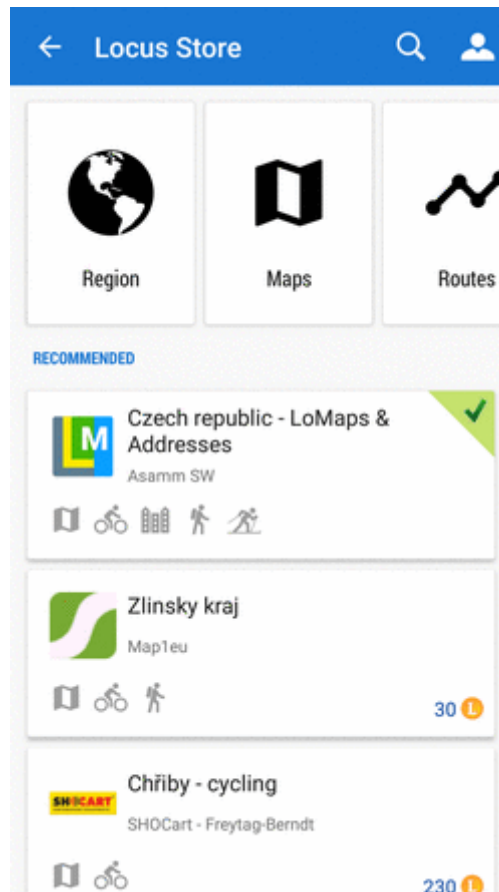 Locus Store
Region
Maps
Routes
RECOMMENDED
M
Czech republic - LoMaps &
Addresses
Asamm SW
Zlinsky kraj
Map1eu
30 L
SHOCART
Chřiby - cycling
SHOCart - Freytag-Berndt
230 L